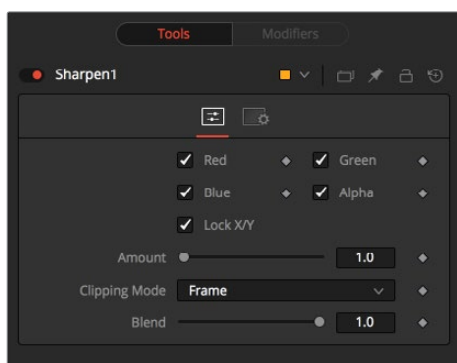 Tools Modifiers
Sharpen1
Red Green
Blue Alpha
Lock X/Y
Amount 1.0
Clipping Mode Frame
Blend 1.0